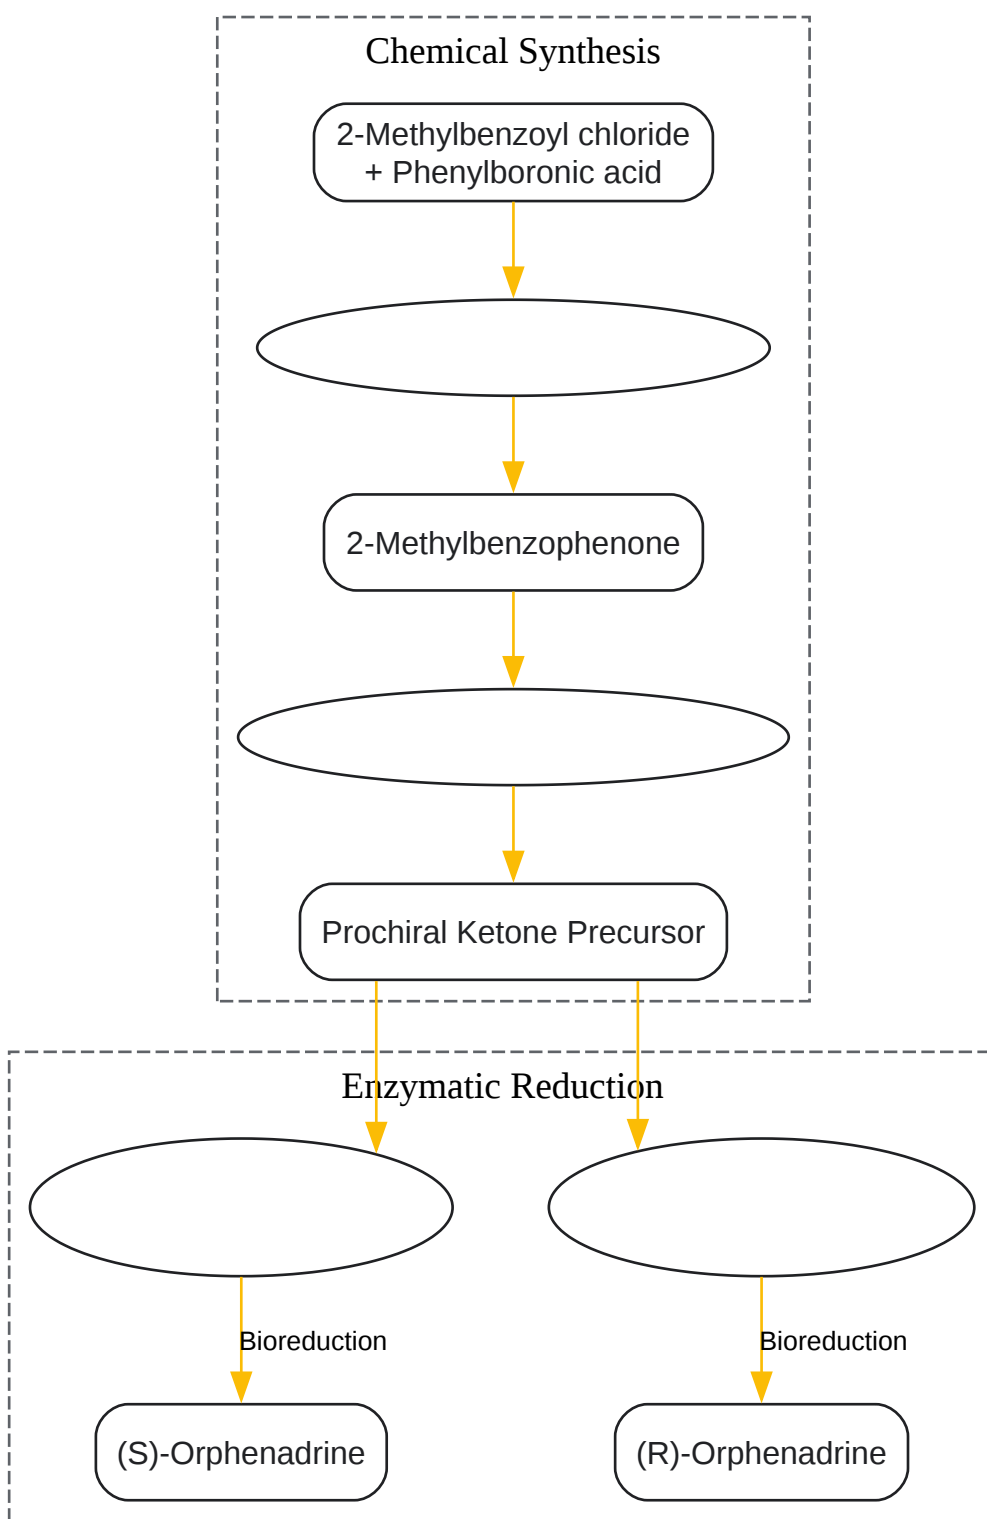 Chemical Synthesis
2-Methylbenzoyl chloride
+ Phenylboronic acid
2-Methylbenzophenone
Prochiral Ketone Precursor
Enzymatic Reduction
Bioreduction
Bioreduction
(S)-Orphenadrine
(R)-Orphenadrine